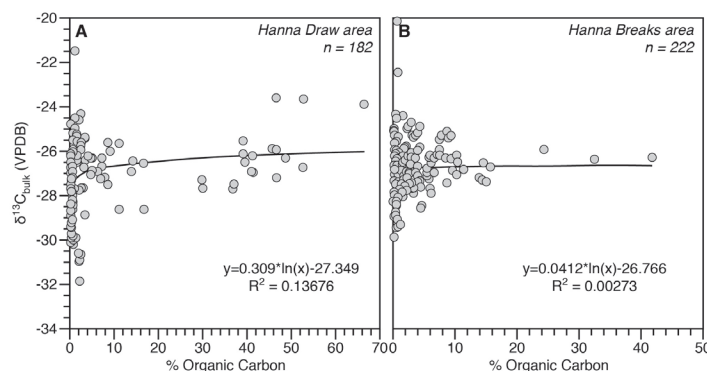 A
Hanna Draw area
n = 182
B
Hanna Breaks area
n = 222
-20
-22
-24
-26
-28
-30
-32
-34
δ¹³C_bulk (VPDB)
y=0.309*ln(x)-27.349
R² = 0.13676
y=0.0412*ln(x)-26.766
R² = 0.00273
0 10 20 30 40 50 60 70
0 10 20 30 40 50
% Organic Carbon
% Organic Carbon